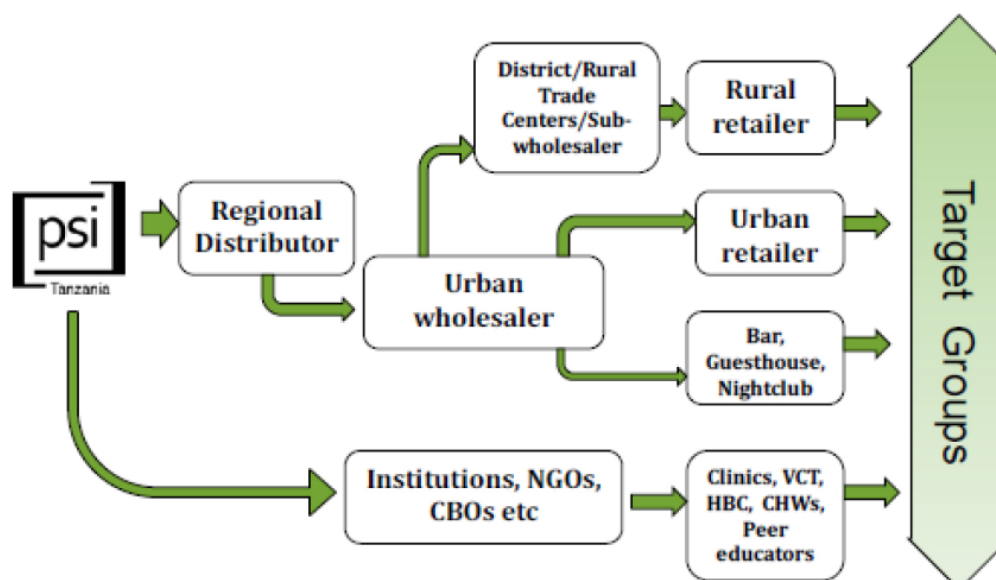 psi
Tanzania
Regional
Distributor
Urban
wholesaler
District/Rural
Trade
Centers/Sub-
wholesaler
Rural
retailer
Urban
retailer
Bar,
Guesthouse,
Nightclub
Institutions, NGOs,
CBOs etc
Clinics, VCT,
HBC, CHWs,
Peer
educators
Target Groups